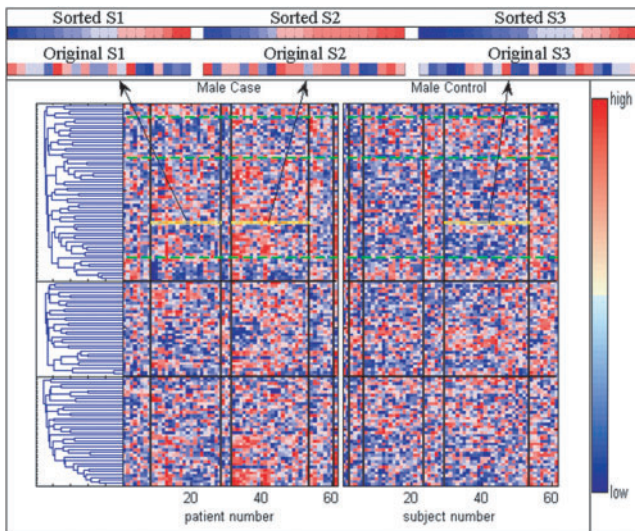 Sorted S1 Sorted S2 Sorted S3
Original S1 Original S2 Original S3
Male Case Male Control
high
low
20 40 60 20 40 60
patient number subject number